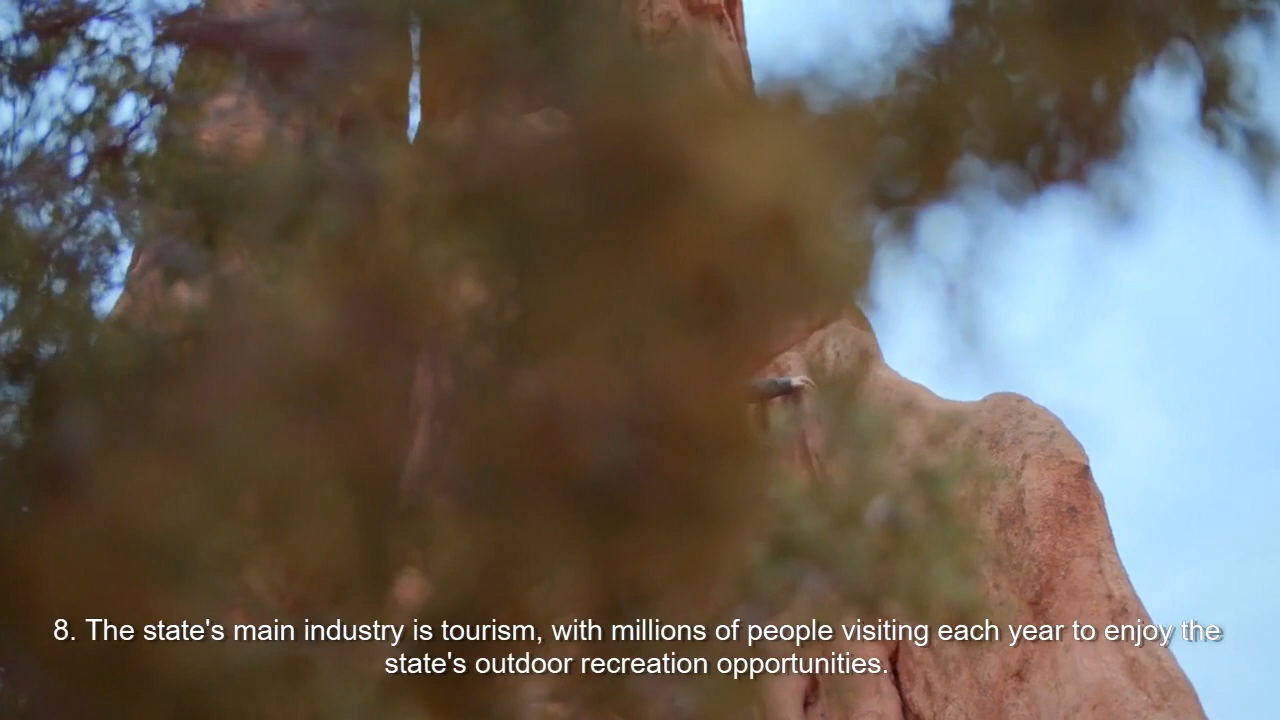 8. The state's main industry is tourism, with millions of people visiting each year to enjoy the
state's outdoor recreation opportunities.